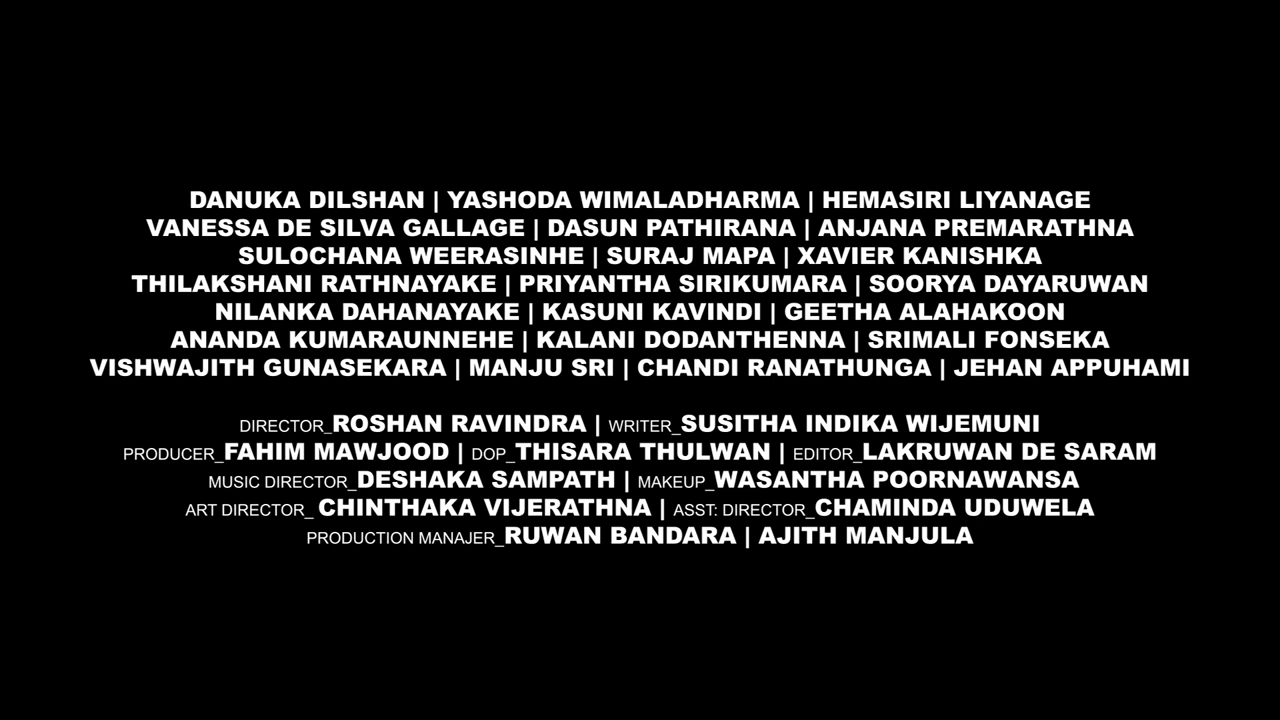 DANUKA DILSHAN | YASHODA WIMALADHARMA | HEMASIRI LIYANAGE
VANESSA DE SILVA GALLAGE | DASUN PATHIRANA | ANJANA PREMARATHNA
SULOCHANA WEERASINHE | SURAJ MAPA | XAVIER KANISHKA
THILAKSHANI RATHNAYAKE | PRIYANTHA SIRIKUMARA | SOORYA DAYARUWAN
NILANKA DAHANAYAKE | KASUNI KAVINDI | GEETHA ALAHAKOON
ANANDA KUMARAUNNEHE | KALANI DODANTHENNA | SRIMALI FONSEKA
VISHWAJITH GUNASEKARA | MANJU SRI | CHANDI RANATHUNGA | JEHAN APPUHAMI
DIRECTOR_ROSHAN RAVINDRA | WRITER_SUSITHA INDIKA WIJEMUNI
PRODUCER_FAHIM MAWJOOD | DOP_THISARA THULWAN | EDITOR_LAKRUWAN DE SARAM
MUSIC DIRECTOR_DESHAKA SAMPATH | MAKEUP_WASANTHA POORNAWANSA
ART DIRECTOR_ CHINTHAKA VIJERATHNA | ASST: DIRECTOR_CHAMINDA UDUWELA
PRODUCTION MANAJER_RUWAN BANDARA | AJITH MANJULA